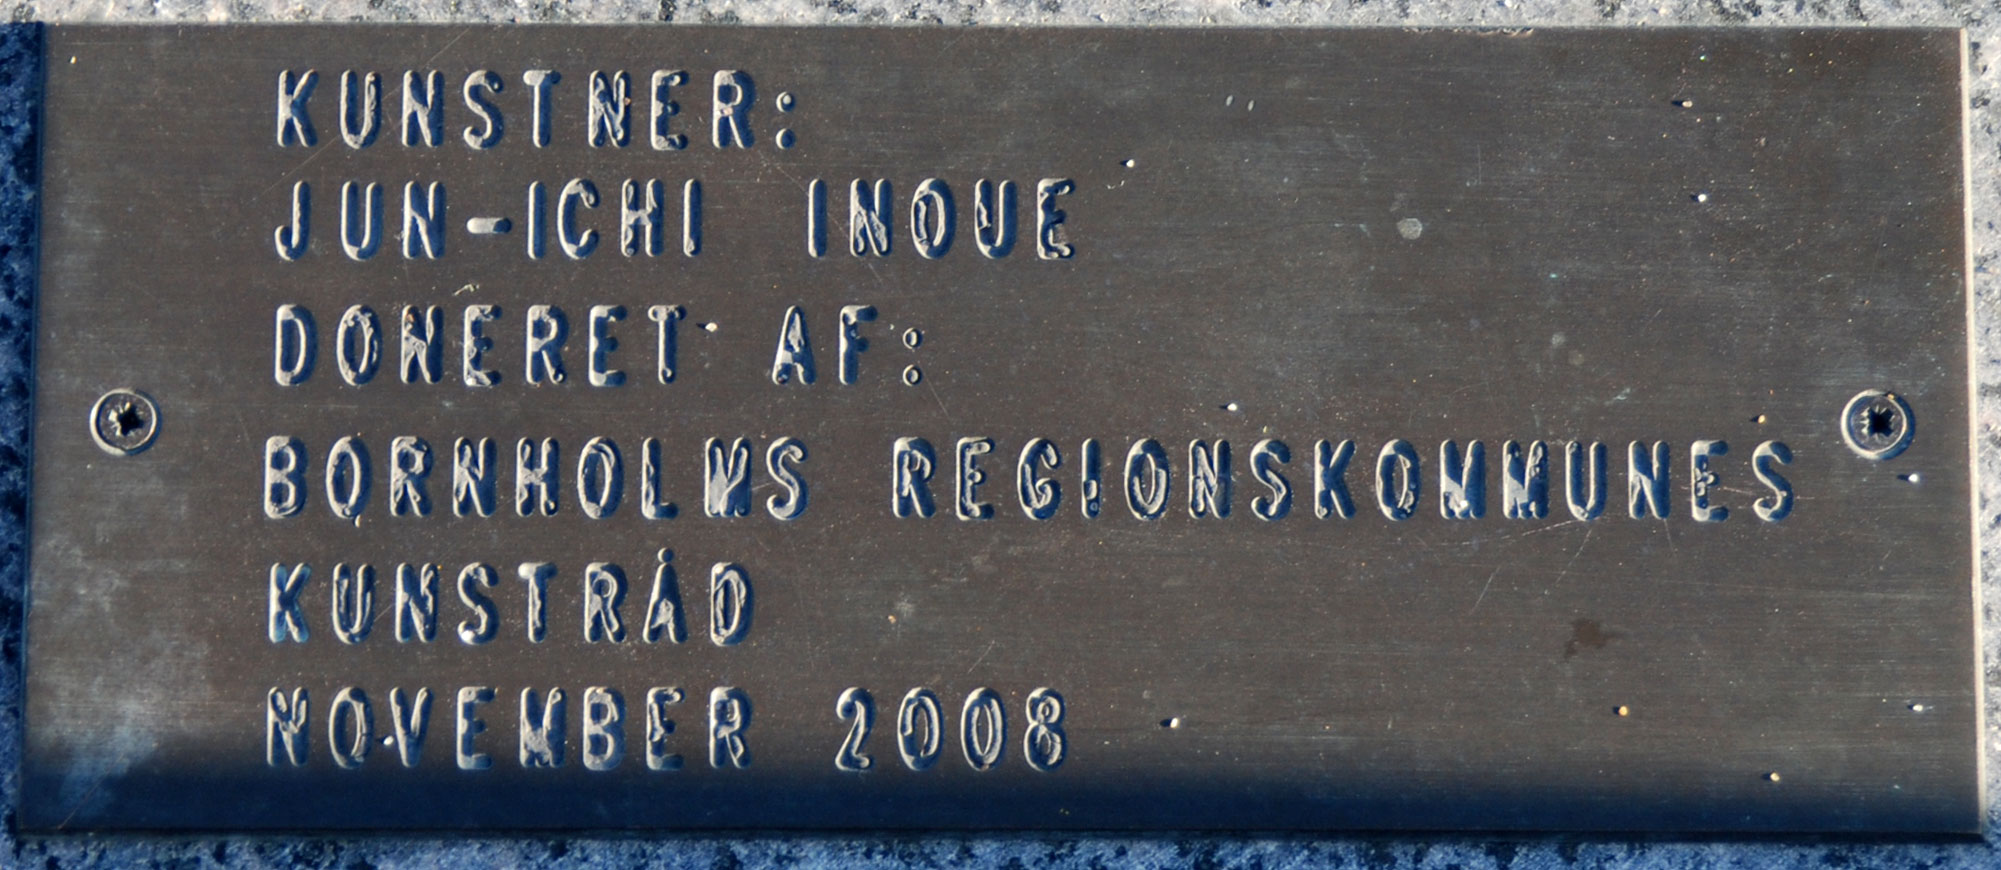 KUNSTNER:
JUN-ICHI INOUE
DONERET AF:
BORNHOLMS REGIONSKOMMUNES
KUNSTRÅD
NOVEMBER 2008